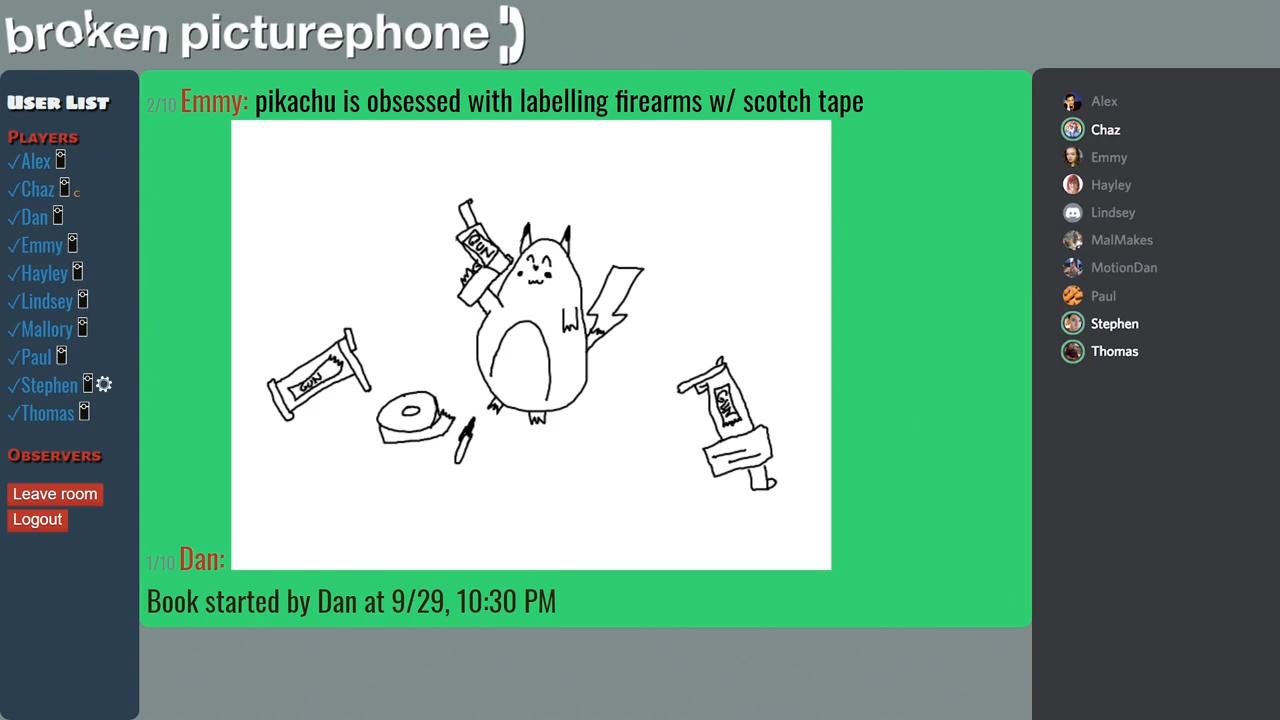 broken picturephone
USER LIST
PLAYERS
✓Alex
✓Chaz c
✓Dan
✓Emmy
✓Hayley
✓Lindsey
✓Mallory
✓Paul
✓Stephen
✓Thomas
OBSERVERS
Leave room
Logout
2/10 Emmy: pikachu is obsessed with labelling firearms w/ scotch tape
GUN
GUN
GUN
1/10 Dan:
Book started by Dan at 9/29, 10:30 PM
Alex
Chaz
Emmy
Hayley
Lindsey
MalMakes
MotionDan
Paul
Stephen
Thomas